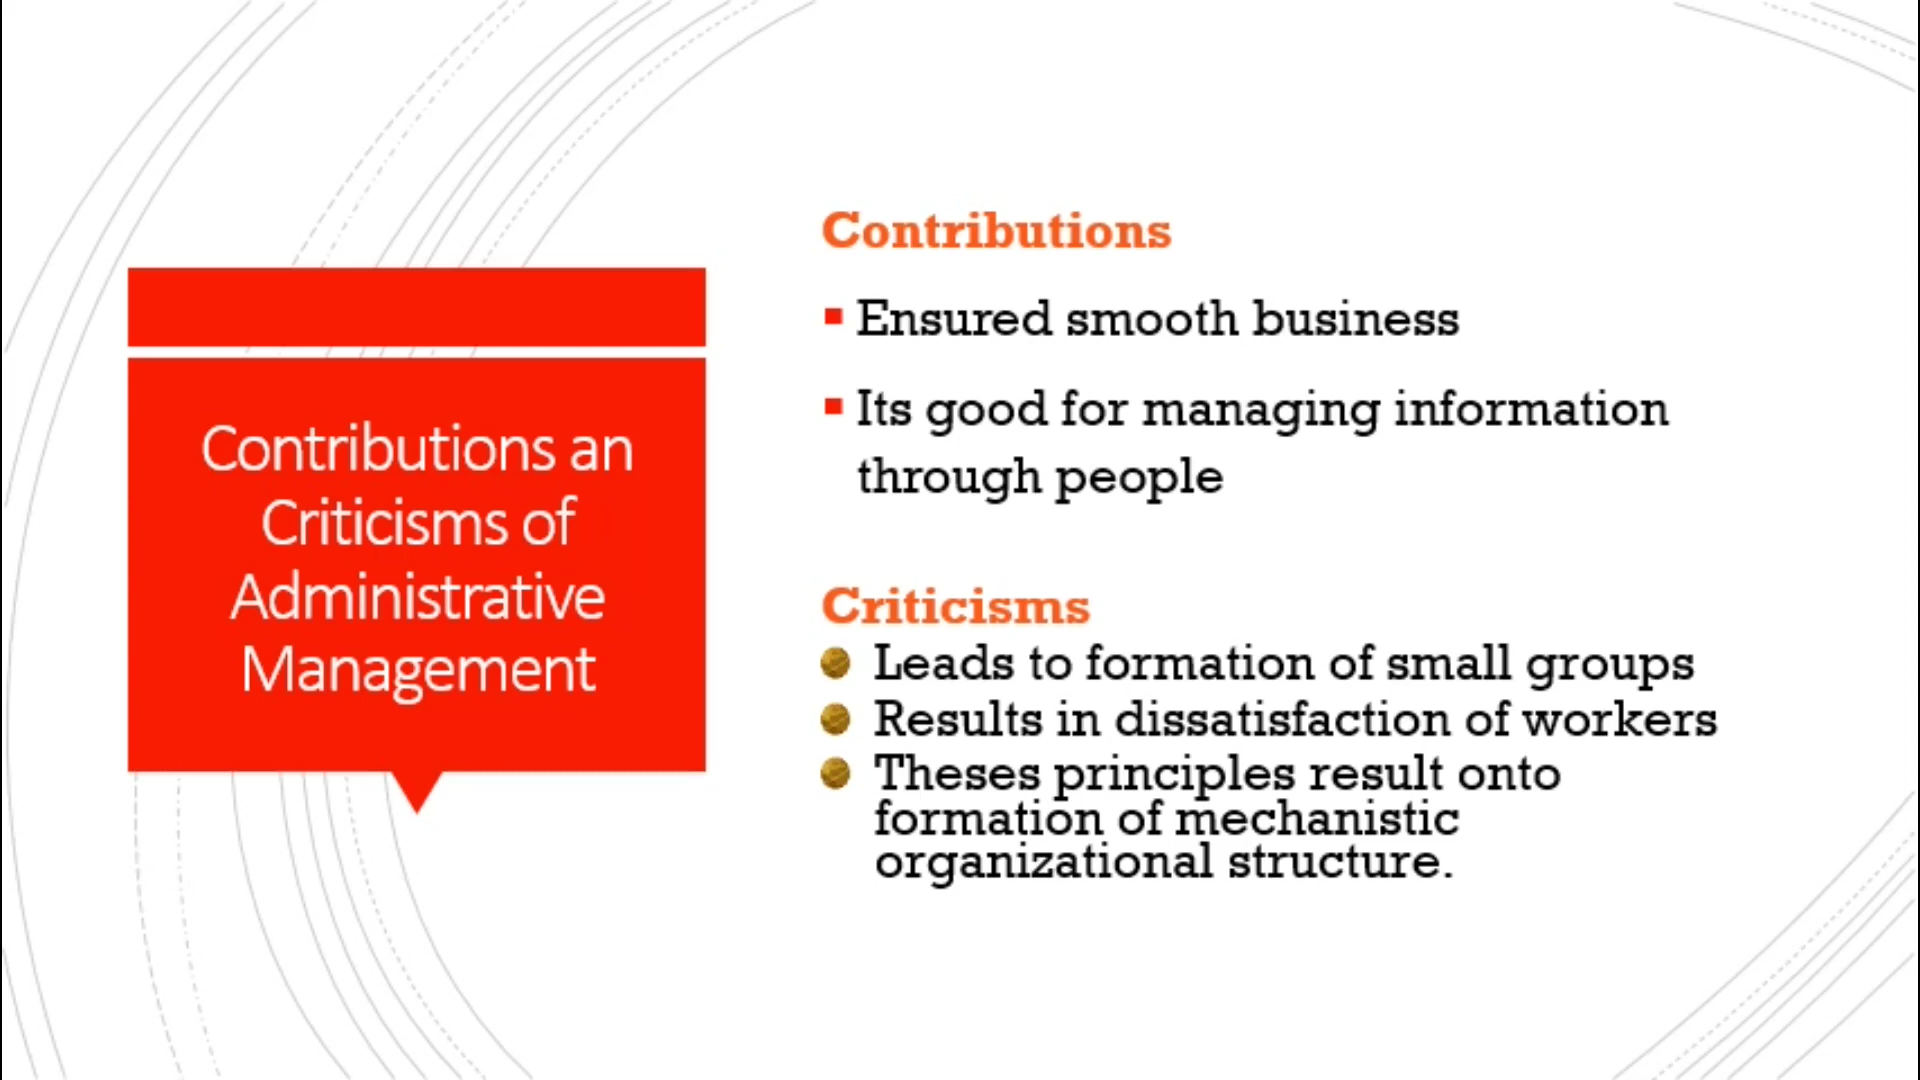 Contributions an
Criticisms of
Administrative
Management
Contributions
Ensured smooth business
Its good for managing information
through people
Criticisms
Leads to formation of small groups
Results in dissatisfaction of workers
Theses principles result onto
formation of mechanistic
organizational structure.